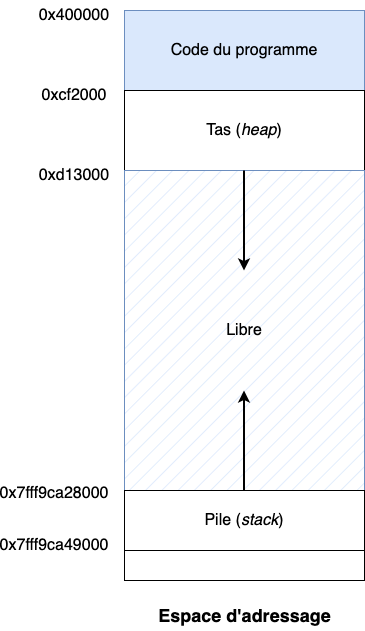 0x400000
Code du programme
0xcf2000
Tas (heap)
0xd13000
Libre
0x7fff9ca28000
Pile (stack)
0x7fff9ca49000
Espace d'adressage